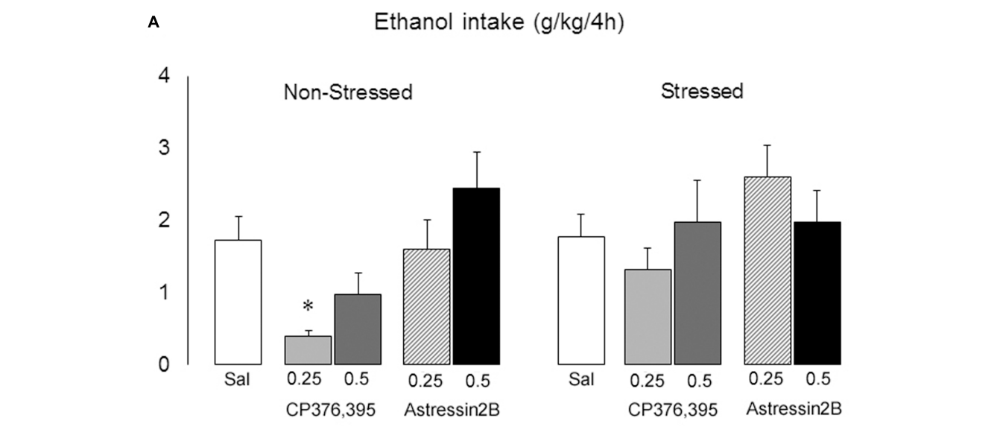 A
Ethanol intake (g/kg/4h)
4
Non-Stressed
Stressed
3
2
1
*
0
Sal 0.25 0.5 0.25 0.5 Sal 0.25 0.5 0.25 0.5
CP376,395 Astressin2B CP376,395 Astressin2B